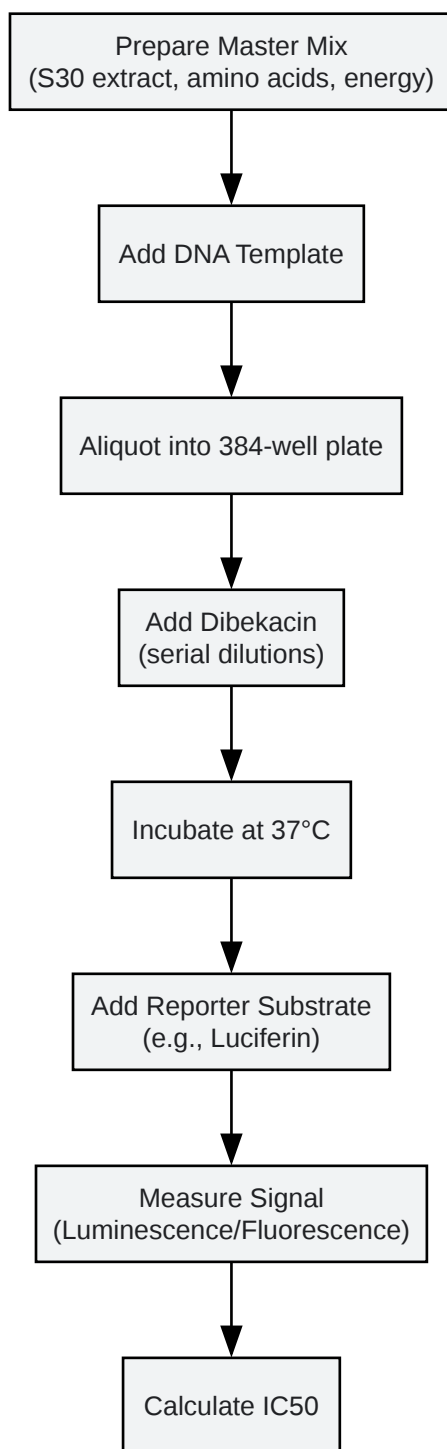 Prepare Master Mix
(S30 extract, amino acids, energy)
Add DNA Template
Aliquot into 384-well plate
Add Dibekacin
(serial dilutions)
Incubate at 37°C
Add Reporter Substrate
(e.g., Luciferin)
Measure Signal
(Luminescence/Fluorescence)
Calculate IC50